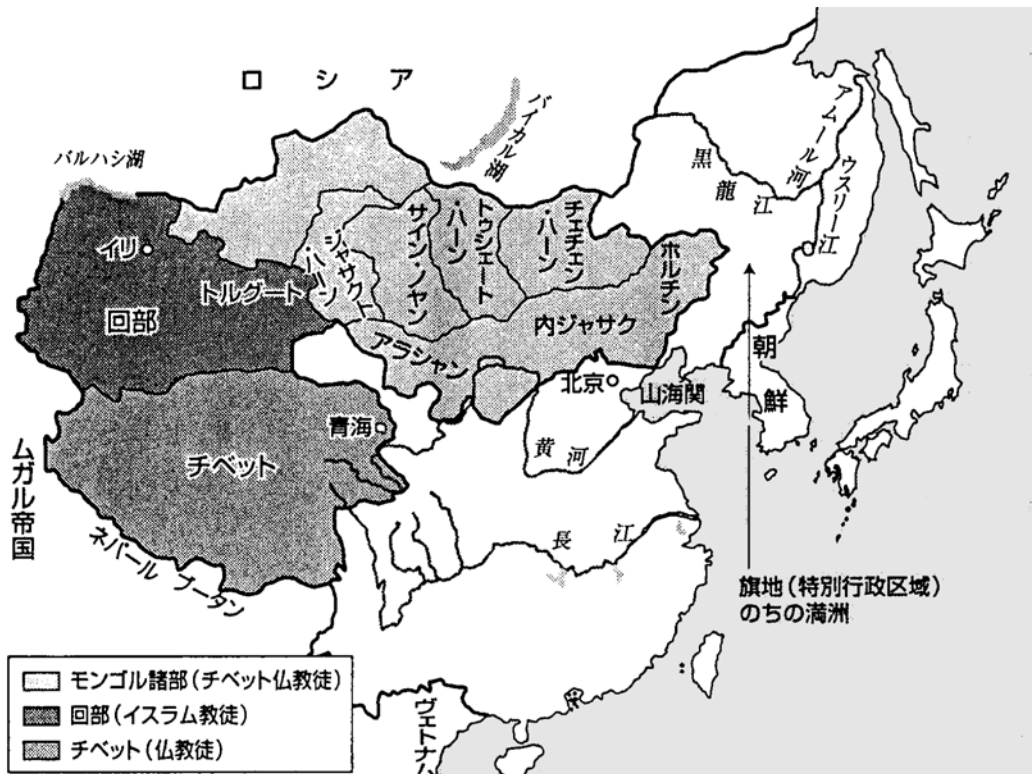 ロシア
バイカル湖
バルハシ湖
アムール河
黒龍江
ウスリー江
イリ
トルグート
回部
ジャサクト
・ハーン
サイン・ノヤン
トゥシェート
・ハーン
チェチェン
・ハーン
ホルチン
内ジャサク
アラシャン
北京
山海関
朝鮮
青海
黄河
チベット
ムガル帝国
ネパール
ブータン
長江
旗地（特別行政区域）
のちの満洲
ヴェトナム
モンゴル諸部（チベット仏教徒）
回部（イスラム教徒）
チベット（仏教徒）